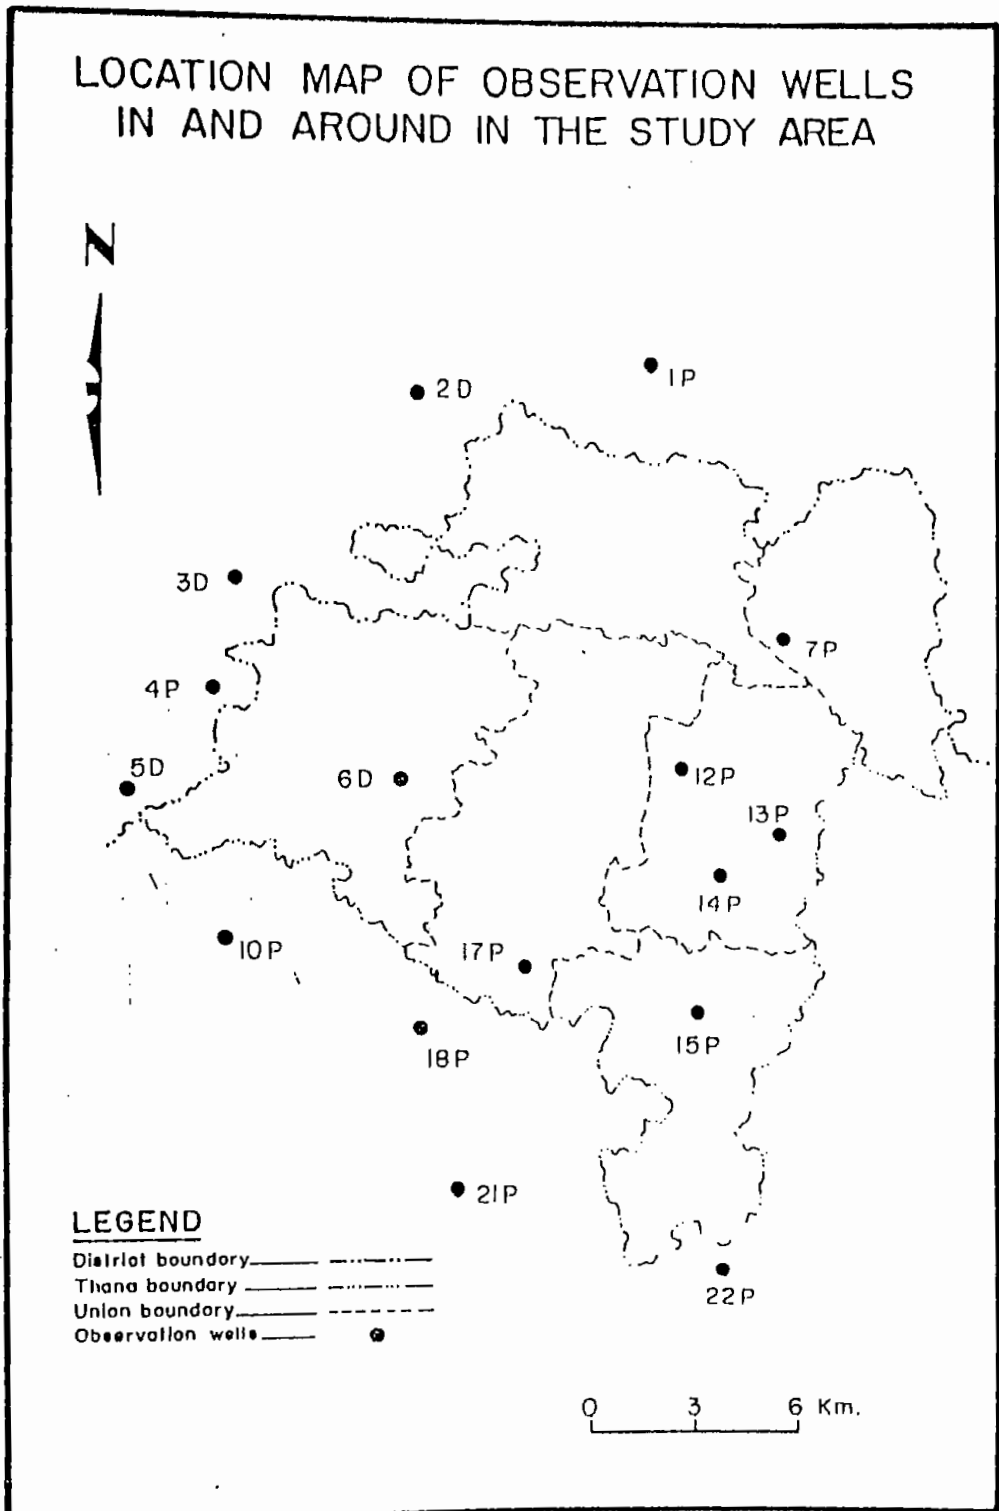 LOCATION MAP OF OBSERVATION WELLS
IN AND AROUND IN THE STUDY AREA
N
1P
2D
3D
7P
4P
5D
6D
12P
13P
14P
10P
17P
15P
18P
21P
22P
LEGEND
District boundary
Thana boundary
Union boundary
Observation wells
0 3 6 Km.